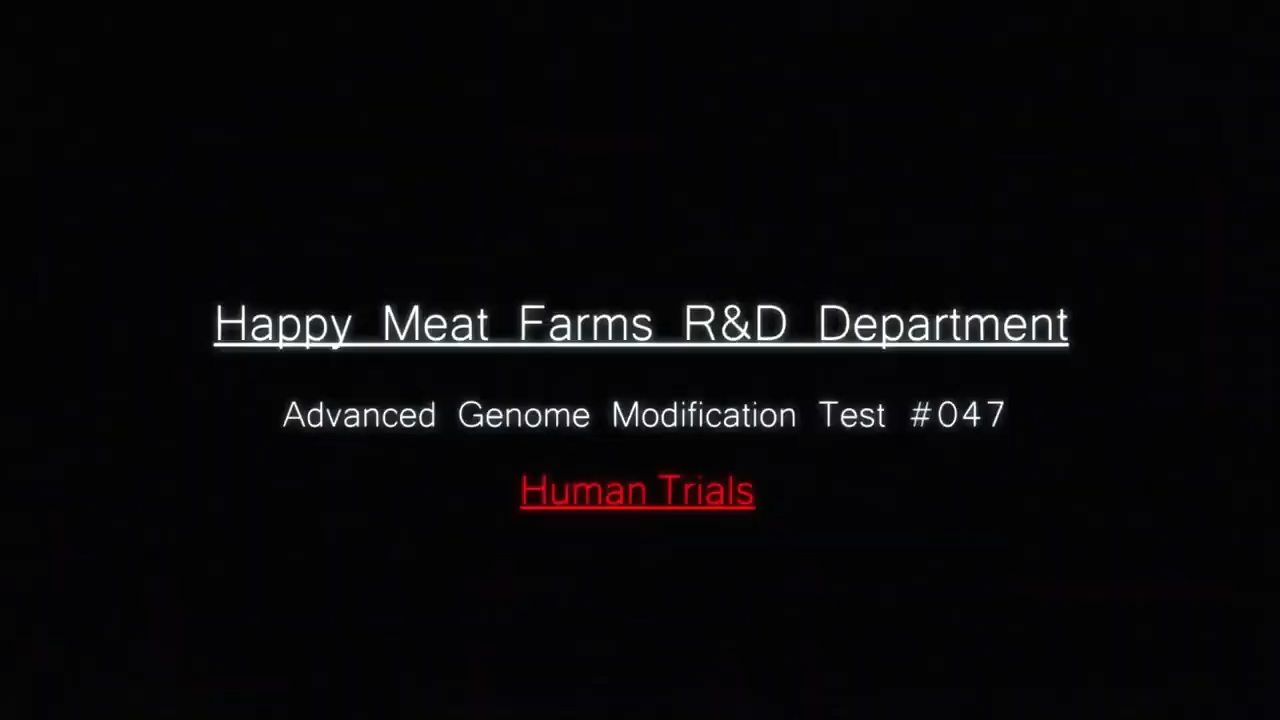 Happy Meat Farms R&D Department
Advanced Genome Modification Test #047
Human Trials